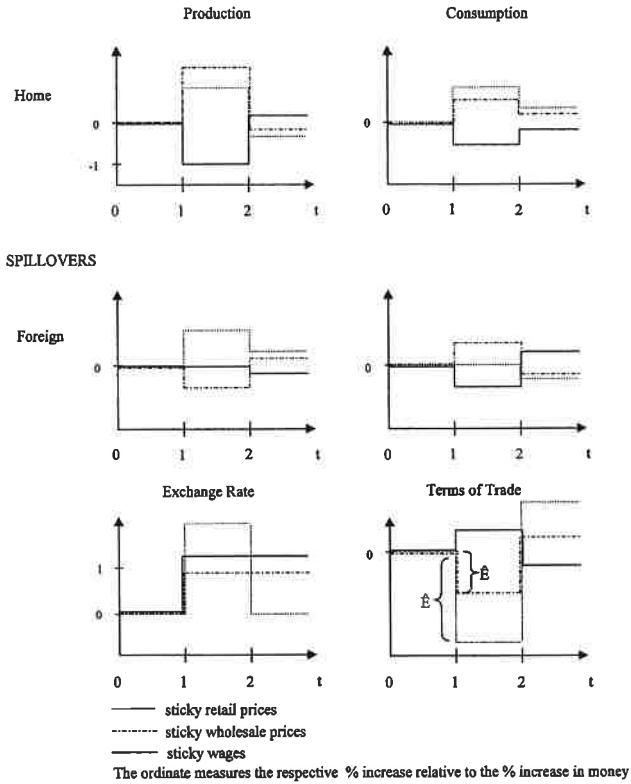 Production Consumption
Home
0 0
-1
0 1 2 t 0 1 2 t
SPILLOVERS
Foreign
0 0
0 1 2 t 0 1 2 t
Exchange Rate Terms of Trade
0
1 Ê
Ê
0
0 1 2 t 0 1 2 t
sticky retail prices
sticky wholesale prices
sticky wages
The ordinate measures the respective % increase relative to the % increase in money